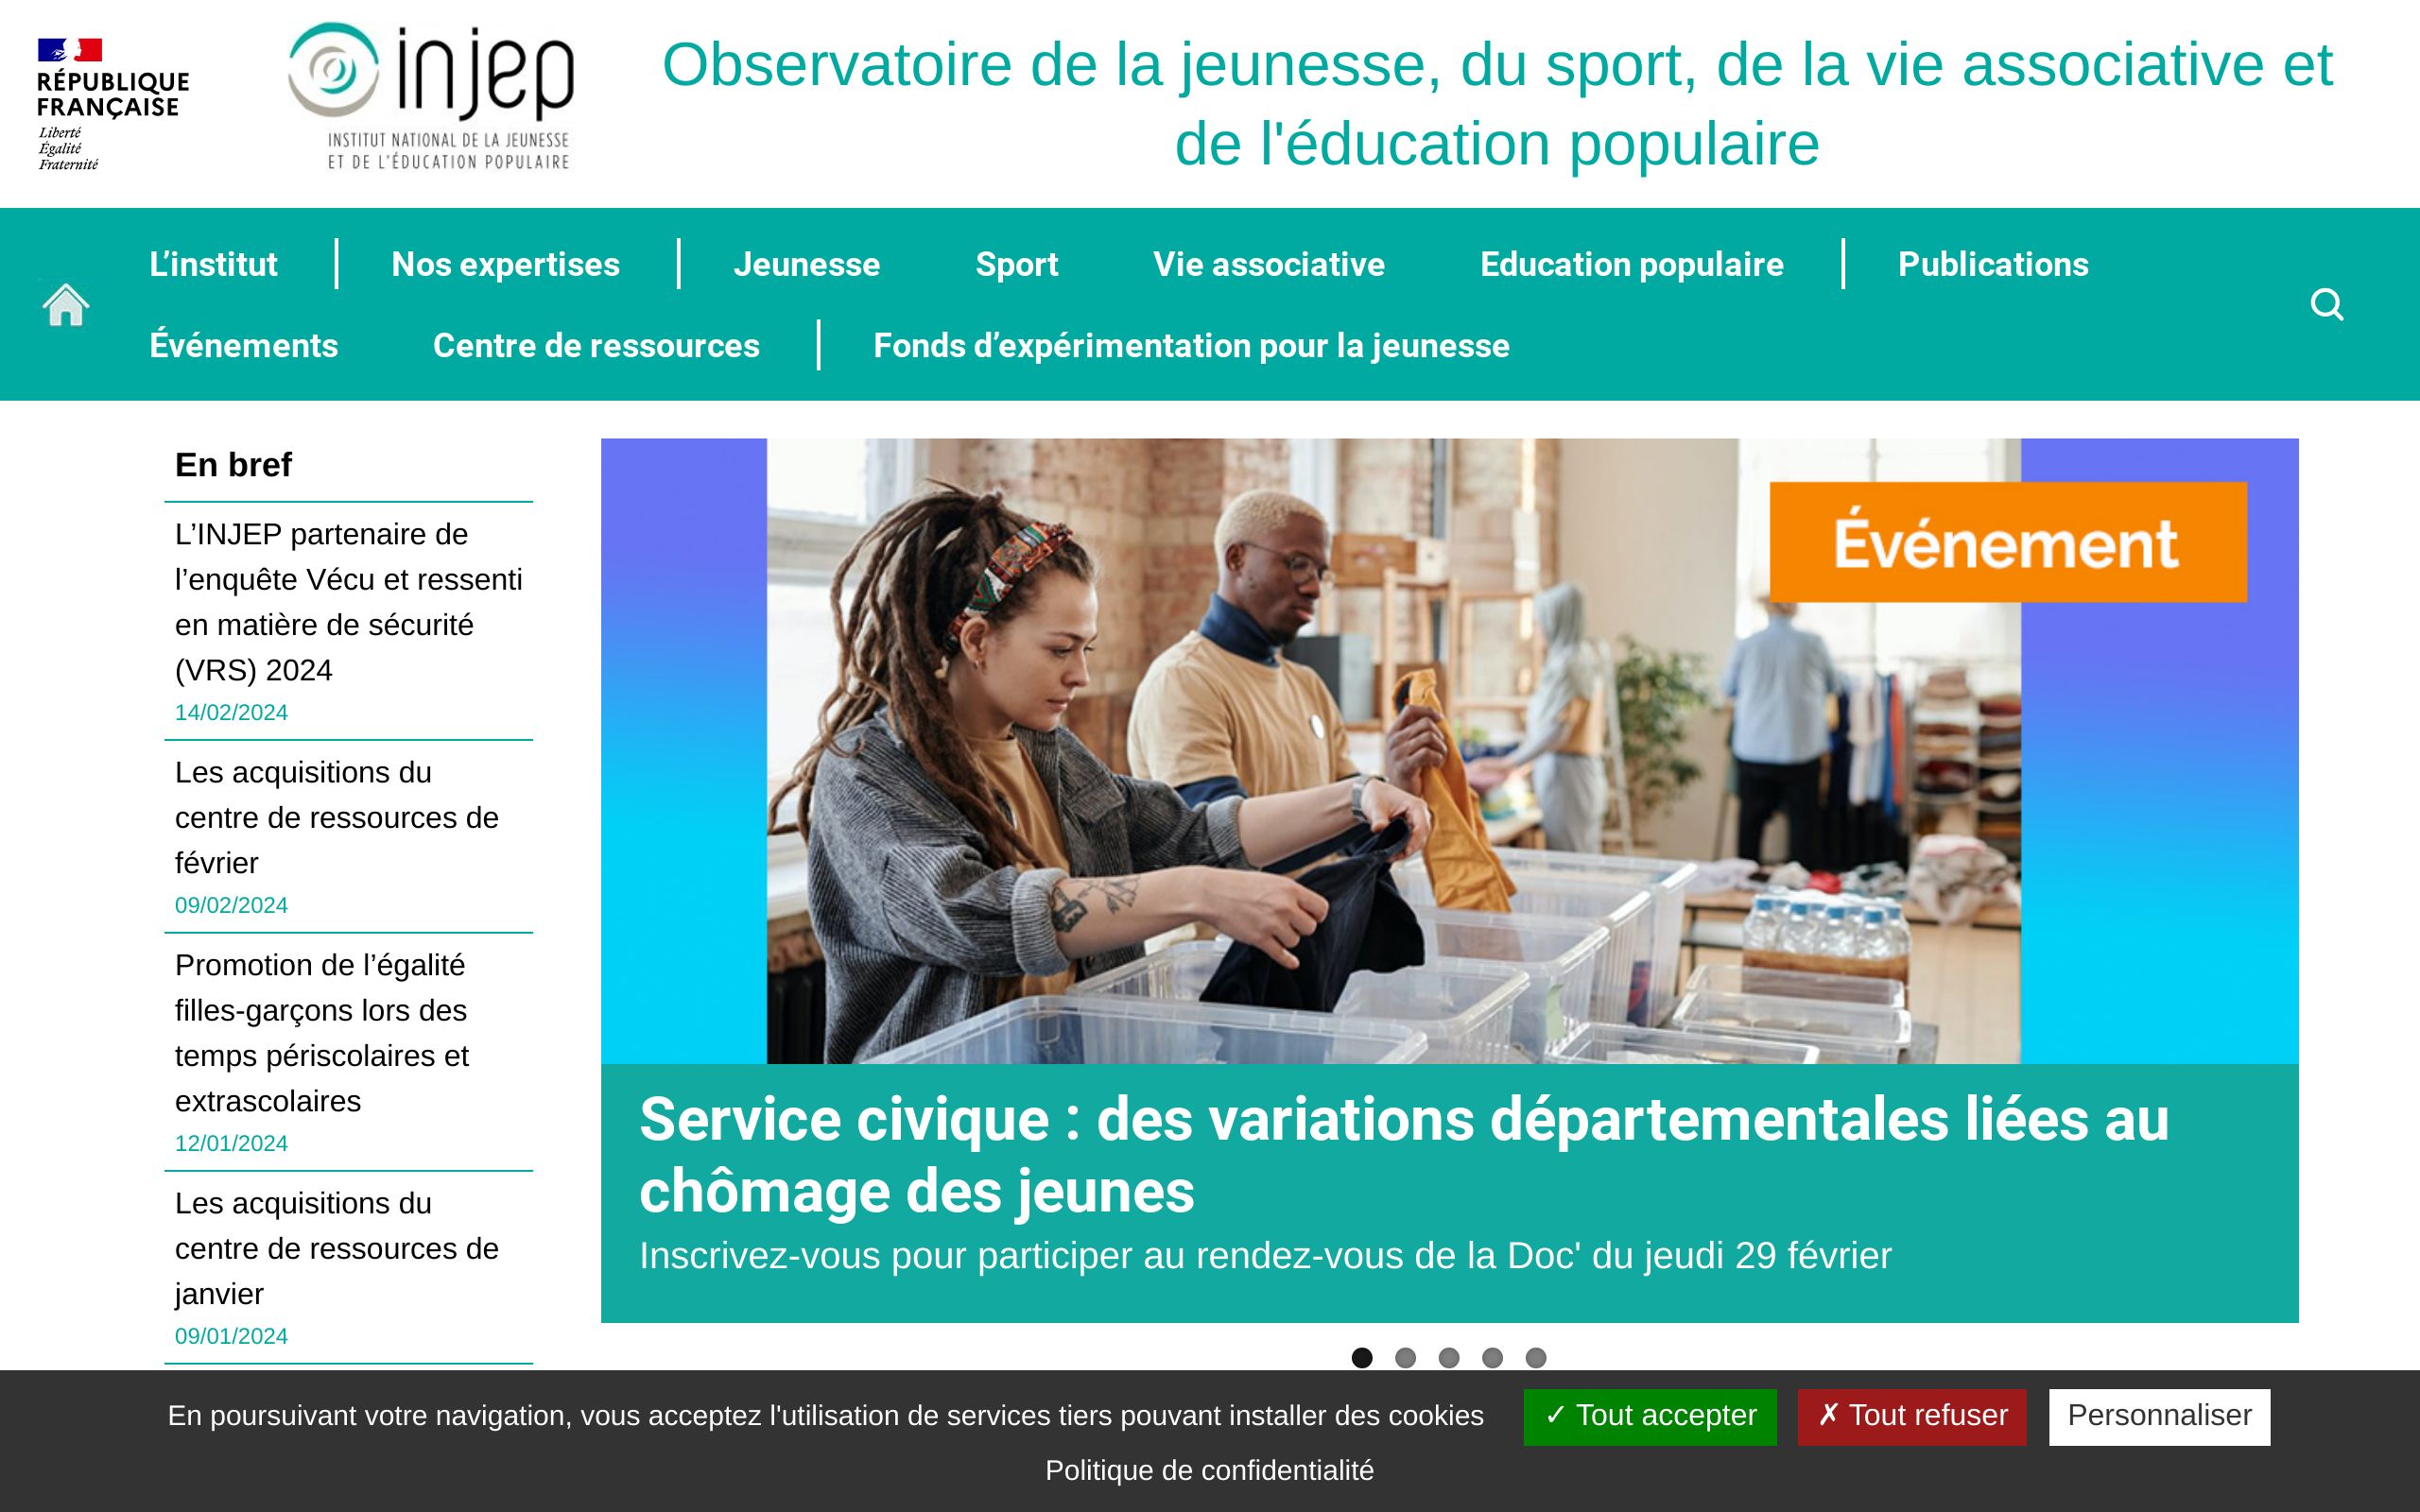 RÉPUBLIQUE
FRANÇAISE
Liberté
Égalité
Fraternité
injep
INSTITUT NATIONAL DE LA JEUNESSE
ET DE L'ÉDUCATION POPULAIRE
Observatoire de la jeunesse, du sport, de la vie associative et
de l'éducation populaire
L’institut
Nos expertises
Jeunesse
Sport
Vie associative
Education populaire
Publications
Événements
Centre de ressources
Fonds d’expérimentation pour la jeunesse
En bref
L’INJEP partenaire de
l’enquête Vécu et ressenti
en matière de sécurité
(VRS) 2024
14/02/2024
Les acquisitions du
centre de ressources de
février
09/02/2024
Promotion de l’égalité
filles-garçons lors des
temps périscolaires et
extrascolaires
12/01/2024
Les acquisitions du
centre de ressources de
janvier
09/01/2024
Événement
Service civique : des variations départementales liées au
chômage des jeunes
Inscrivez-vous pour participer au rendez-vous de la Doc' du jeudi 29 février
En poursuivant votre navigation, vous acceptez l'utilisation de services tiers pouvant installer des cookies
✓ Tout accepter
✗ Tout refuser
Personnaliser
Politique de confidentialité